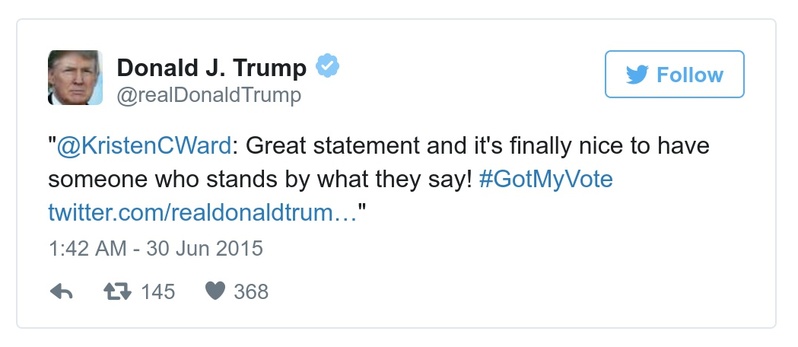 Donald J. Trump
@realDonaldTrump
Follow
"@KristenCWard: Great statement and it's finally nice to have
someone who stands by what they say! #GotMyVote
twitter.com/realdonaldtrum…"
1:42 AM - 30 Jun 2015
145 368